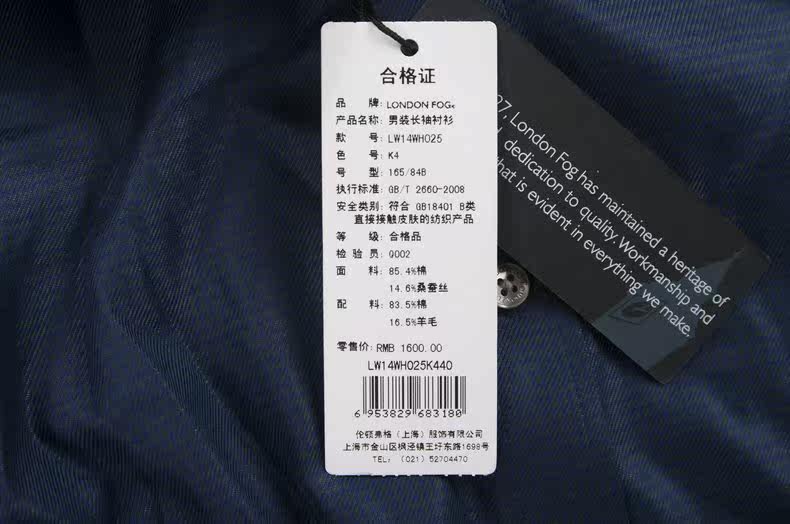 合格证
品 牌: LONDON FOG®
产品名称: 男装长袖衬衫
款 号: LW14WH025
色 号: K4
号 型: 165/84B
执行标准: GB/T 2660-2008
安全类别: 符合 GB18401 B类
直接接触皮肤的纺织产品
等 级: 合格品
检 验 员: Q002
面 料: 85.4%棉
14.6%桑蚕丝
配 料: 83.5%棉
16.5%羊毛
零售价: RMB 1600.00
LW14WH025K440
6 953829 683180
伦顿弗格（上海）服饰有限公司
上海市金山区枫泾镇王圩东路1698号
TEL: （021）52704470
27, London Fog has maintained a heritage of
dedication to quality. Workmanship and
that is evident in everything we make.